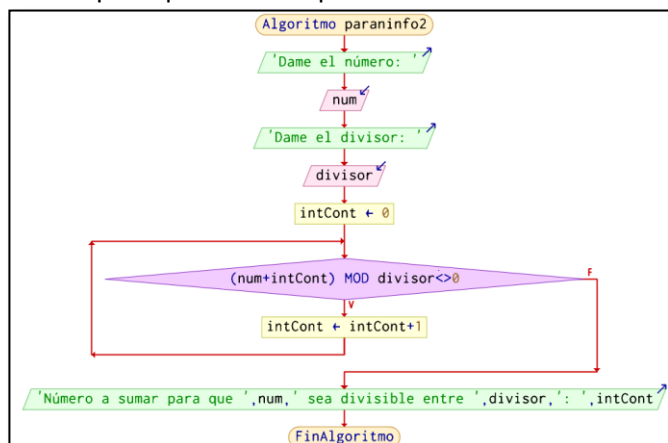 Algoritmo paraninfo2
'Dame el número: '
num
'Dame el divisor: '
divisor
intCont ← 0
(num+intCont) MOD divisor<>0
F
V
intCont ← intCont+1
'Número a sumar para que ',num,' sea divisible entre ',divisor,': ',intCont
FinAlgoritmo